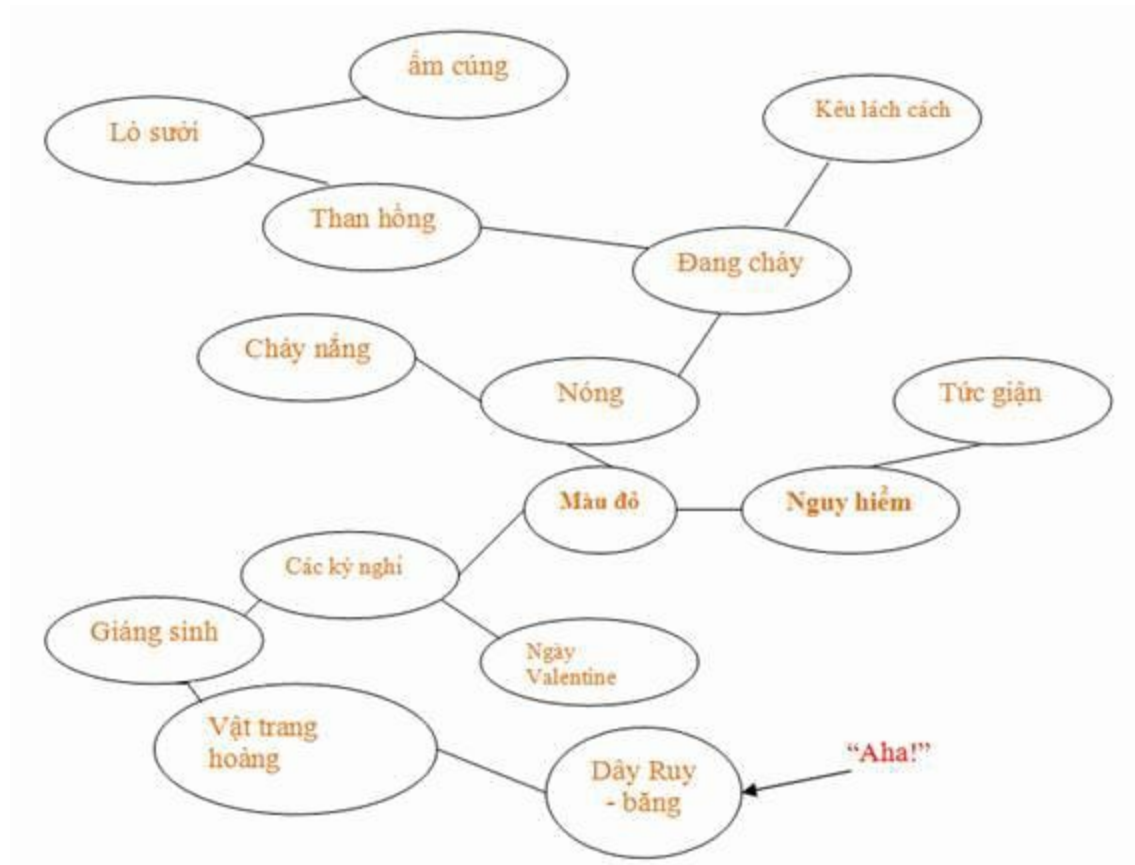 ấm cúng
Lò sưởi
Kêu lách cách
Than hồng
Đang cháy
Cháy nắng
Nóng
Tức giận
Màu đỏ
Nguy hiểm
Các kỳ nghỉ
Giáng sinh
Ngày
Valentine
Vật trang
hoàng
“Aha!”
Dây Ruy
- băng